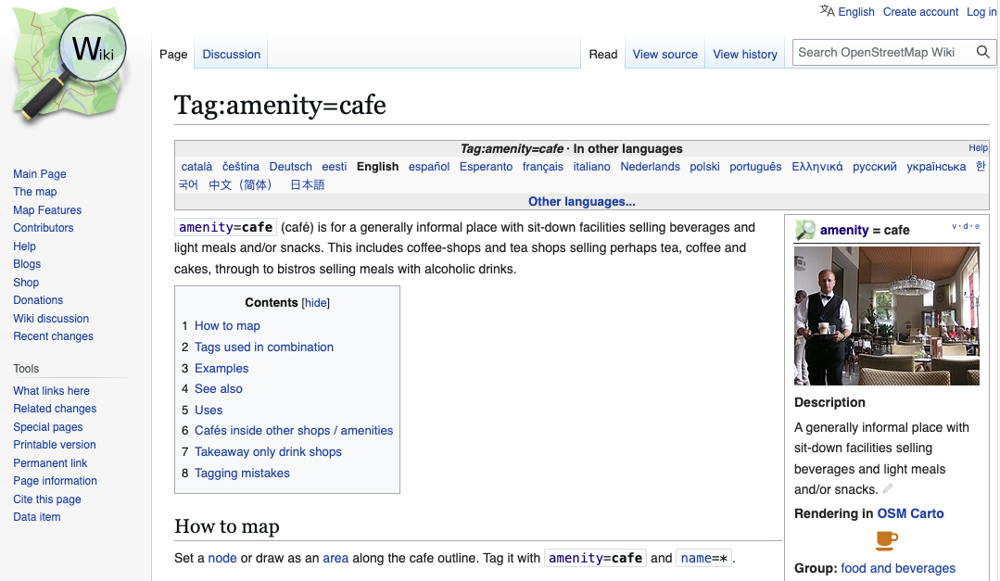 English Create account Log in
Wiki
Page Discussion Read View source View history Search OpenStreetMap Wiki
Tag:amenity=cafe
Tag:amenity=cafe · In other languages Help
català čeština Deutsch eesti English español Esperanto français italiano Nederlands polski português Ελληνικά русский українська 한
국어 中文（简体） 日本語
Other languages...
Main Page
The map
Map Features
Contributors
Help
Blogs
Shop
Donations
Wiki discussion
Recent changes
Tools
What links here
Related changes
Special pages
Printable version
Permanent link
Page information
Cite this page
Data item
amenity=cafe (café) is for a generally informal place with sit-down facilities selling beverages and
light meals and/or snacks. This includes coffee-shops and tea shops selling perhaps tea, coffee and
cakes, through to bistros selling meals with alcoholic drinks.
Contents [hide]
1 How to map
2 Tags used in combination
3 Examples
4 See also
5 Uses
6 Cafés inside other shops / amenities
7 Takeaway only drink shops
8 Tagging mistakes
How to map
Set a node or draw as an area along the cafe outline. Tag it with amenity=cafe and name=*.
amenity = cafe v · d · e
Description
A generally informal place with
sit-down facilities selling
beverages and light meals
and/or snacks.
Rendering in OSM Carto
Group: food and beverages